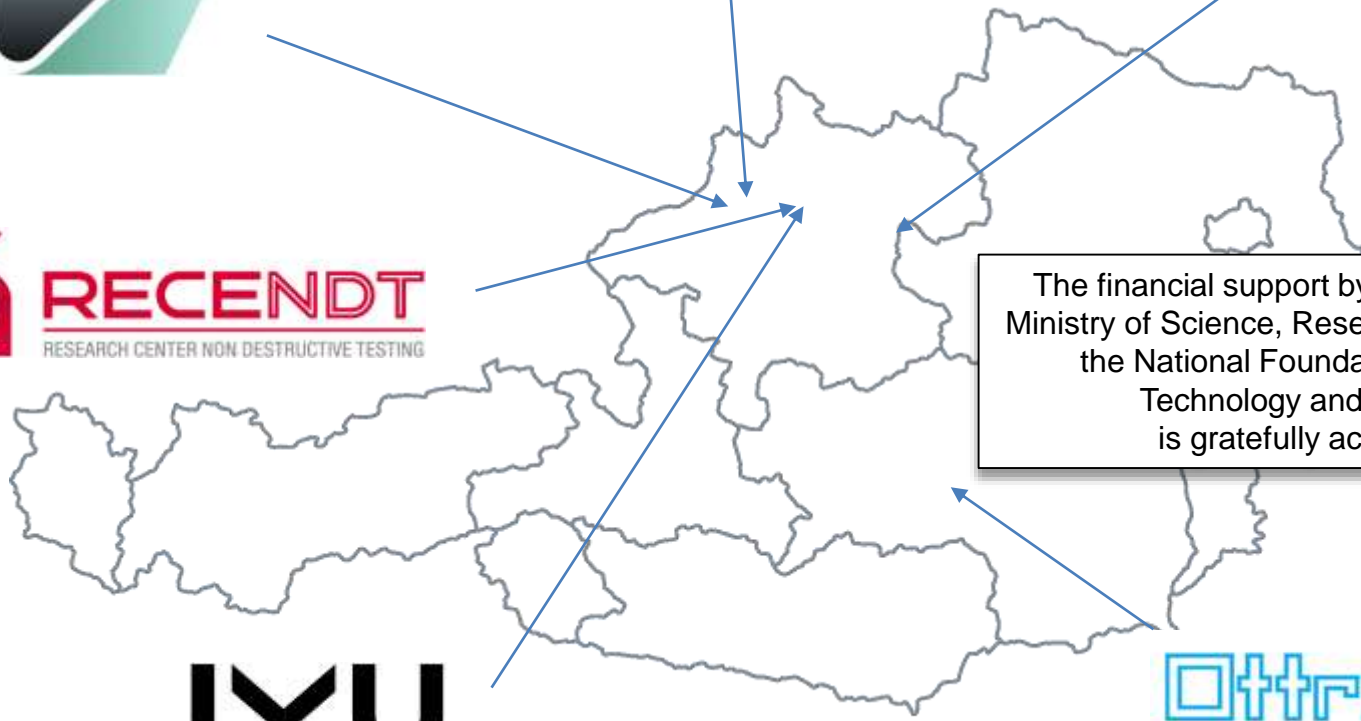 RECENDT
RESEARCH CENTER NON DESTRUCTIVE TESTING
The financial support by
Ministry of Science, Rese
the National Founda
Technology and
is gratefully ac